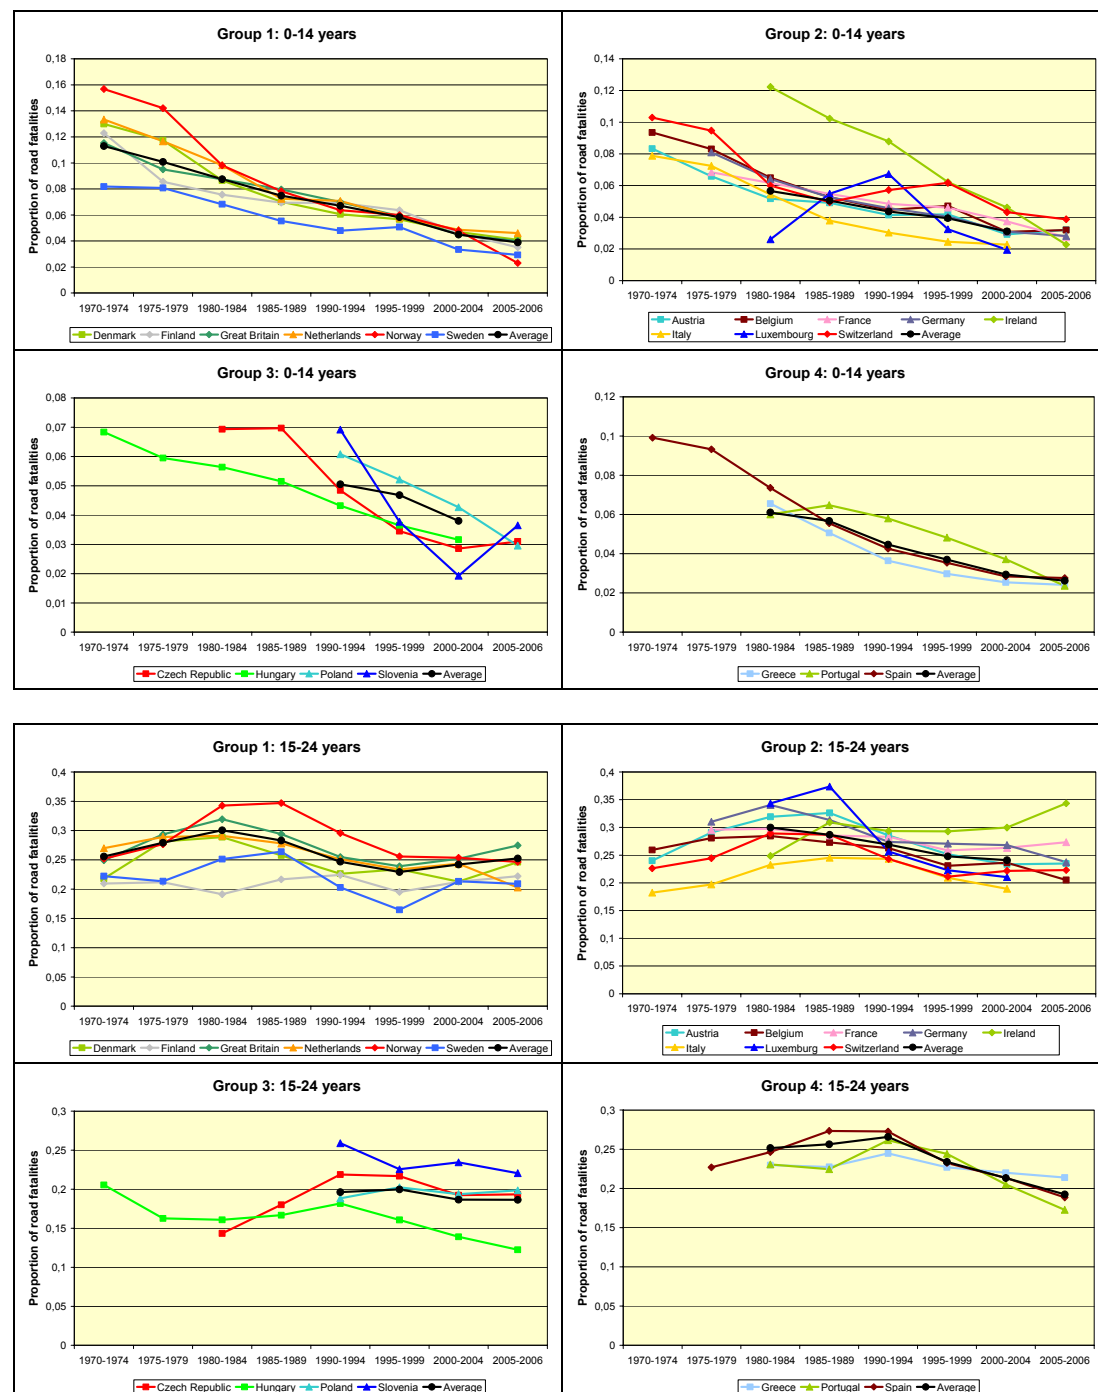 Group 1: 0-14 years
Proportion of road fatalities
0,18
0,16
0,14
0,12
0,1
0,08
0,06
0,04
0,02
0
1970-1974 1975-1979 1980-1984 1985-1989 1990-1994 1995-1999 2000-2004 2005-2006
Denmark Finland Great Britain Netherlands Norway Sweden Average
Group 2: 0-14 years
Proportion of road fatalities
0,14
0,12
0,1
0,08
0,06
0,04
0,02
0
1970-1974 1975-1979 1980-1984 1985-1989 1990-1994 1995-1999 2000-2004 2005-2006
Austria Belgium France Germany Ireland
Italy Luxembourg Switzerland Average
Group 3: 0-14 years
Proportion of road fatalities
0,08
0,07
0,06
0,05
0,04
0,03
0,02
0,01
0
1970-1974 1975-1979 1980-1984 1985-1989 1990-1994 1995-1999 2000-2004 2005-2006
Czech Republic Hungary Poland Slovenia Average
Group 4: 0-14 years
Proportion of road fatalities
0,12
0,1
0,08
0,06
0,04
0,02
0
1970-1974 1975-1979 1980-1984 1985-1989 1990-1994 1995-1999 2000-2004 2005-2006
Greece Portugal Spain Average
Group 1: 15-24 years
Proportion of road fatalities
0,4
0,35
0,3
0,25
0,2
0,15
0,1
0,05
0
1970-1974 1975-1979 1980-1984 1985-1989 1990-1994 1995-1999 2000-2004 2005-2006
Denmark Finland Great Britain Netherlands Norway Sweden Average
Group 2: 15-24 years
Proportion of road fatalities
0,4
0,35
0,3
0,25
0,2
0,15
0,1
0,05
0
1970-1974 1975-1979 1980-1984 1985-1989 1990-1994 1995-1999 2000-2004 2005-2006
Austria Belgium France Germany Ireland
Italy Luxemburg Switzerland Average
Group 3: 15-24 years
Proportion of road fatalities
0,3
0,25
0,2
0,15
0,1
0,05
0
1970-1974 1975-1979 1980-1984 1985-1989 1990-1994 1995-1999 2000-2004 2005-2006
Czech Republic Hungary Poland Slovenia Average
Group 4: 15-24 years
Proportion of road fatalities
0,3
0,25
0,2
0,15
0,1
0,05
0
1970-1974 1975-1979 1980-1984 1985-1989 1990-1994 1995-1999 2000-2004 2005-2006
Greece Portugal Spain Average